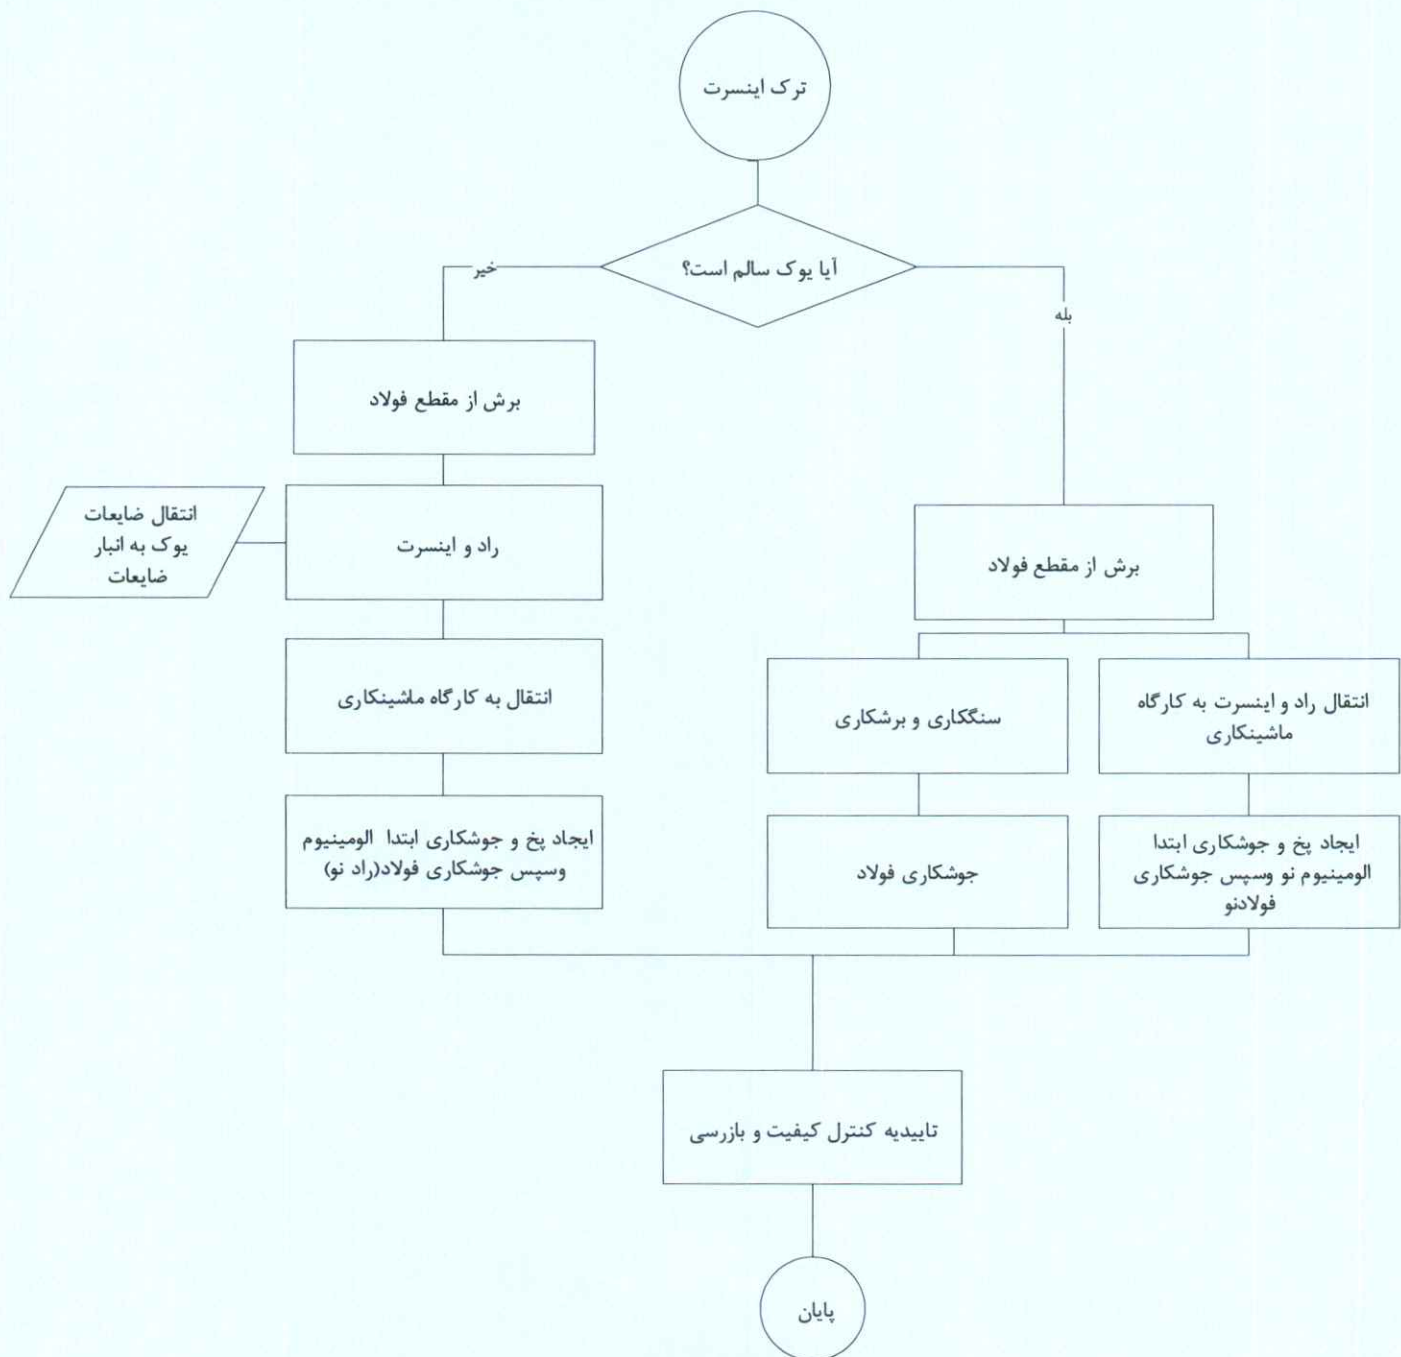 ترک اینسرت
آیا یوک سالم است؟
خیر
بله
برش از مقطع فولاد
راد و اینسرت
انتقال ضایعات
یوک به انبار
ضایعات
انتقال به کارگاه ماشینکاری
ایجاد پخ و جوشکاری ابتدا الومینیوم
وسپس جوشکاری فولاد(راد نو)
برش از مقطع فولاد
انتقال راد و اینسرت به کارگاه
ماشینکاری
سنگکاری و برشکاری
ایجاد پخ و جوشکاری ابتدا
الومینیوم نو وسپس جوشکاری
فولادنو
جوشکاری فولاد
تاییدیه کنترل کیفیت و بازرسی
پایان